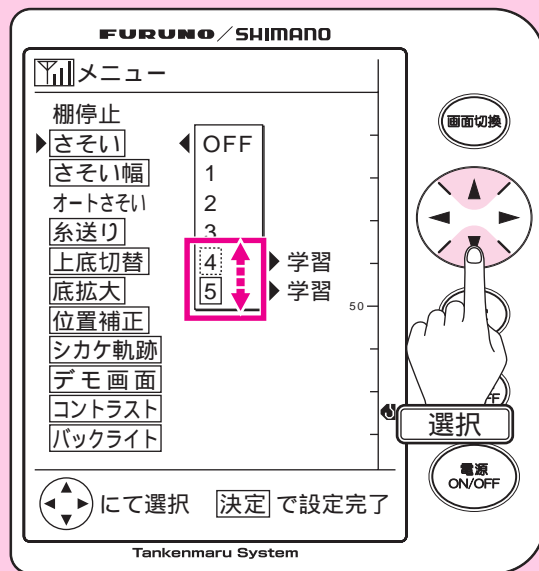 FURUNO/SHIMANO
メニュー
棚停止
さそい
さそい幅
オートさそい
糸送り
上底切替
底拡大
位置補正
シカケ軌跡
デモ画面
コントラスト
バックライト
OFF
1
2
3
4
学習
5
学習
50
画面切換
選択
電源
ON/OFF
にて選択 決定 で設定完了
Tankenmaru System